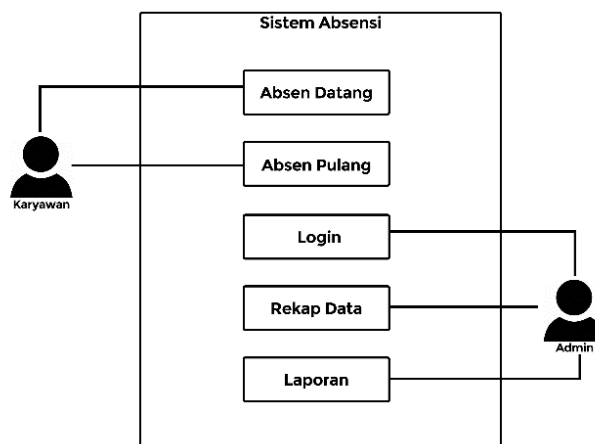 Sistem Absensi
Absen Datang
Absen Pulang
Karyawan
Login
Rekap Data
Admin
Laporan